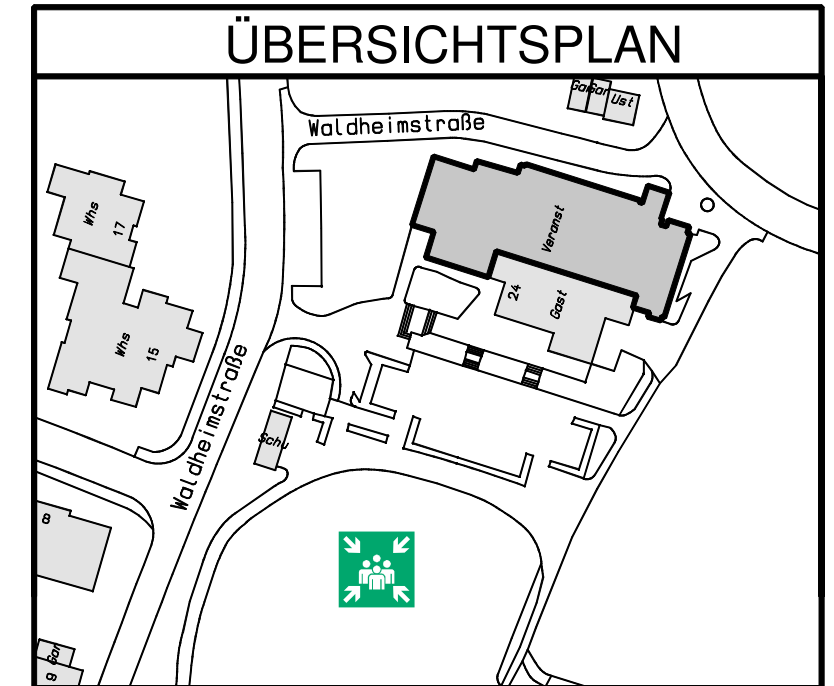 ÜBERSICHTSPLAN
Gar
Gar
Ust
Waldheimstraße
Whs
17
Veranst
24
Gast
Whs
15
Waldheimstraße
Schu
8
Gar
9